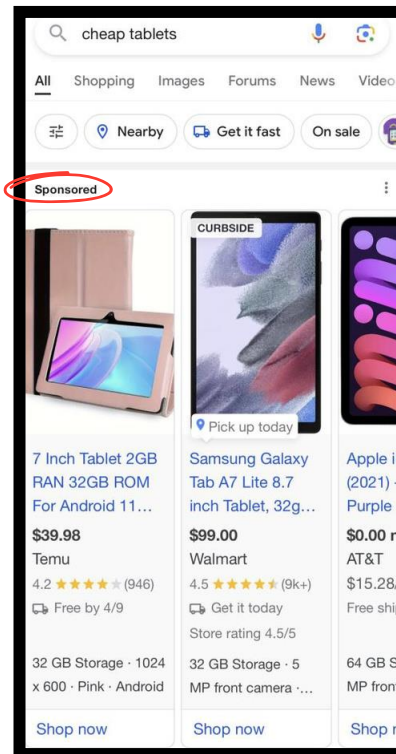 cheap tablets
All Shopping Images Forums News Video
Nearby Get it fast On sale
Sponsored
CURBSIDE
Pick up today
7 Inch Tablet 2GB
RAN 32GB ROM
For Android 11...
$39.98
Temu
4.2 (946)
Free by 4/9
32 GB Storage · 1024
x 600 · Pink · Android
Shop now
Samsung Galaxy
Tab A7 Lite 8.7
inch Tablet, 32g...
$99.00
Walmart
4.5 (9k+)
Get it today
Store rating 4.5/5
32 GB Storage · 5
MP front camera ·...
Shop now
Apple i
(2021)
Purple
$0.00
AT&T
$15.28/
Free shi
64 GB S
MP fron
Shop